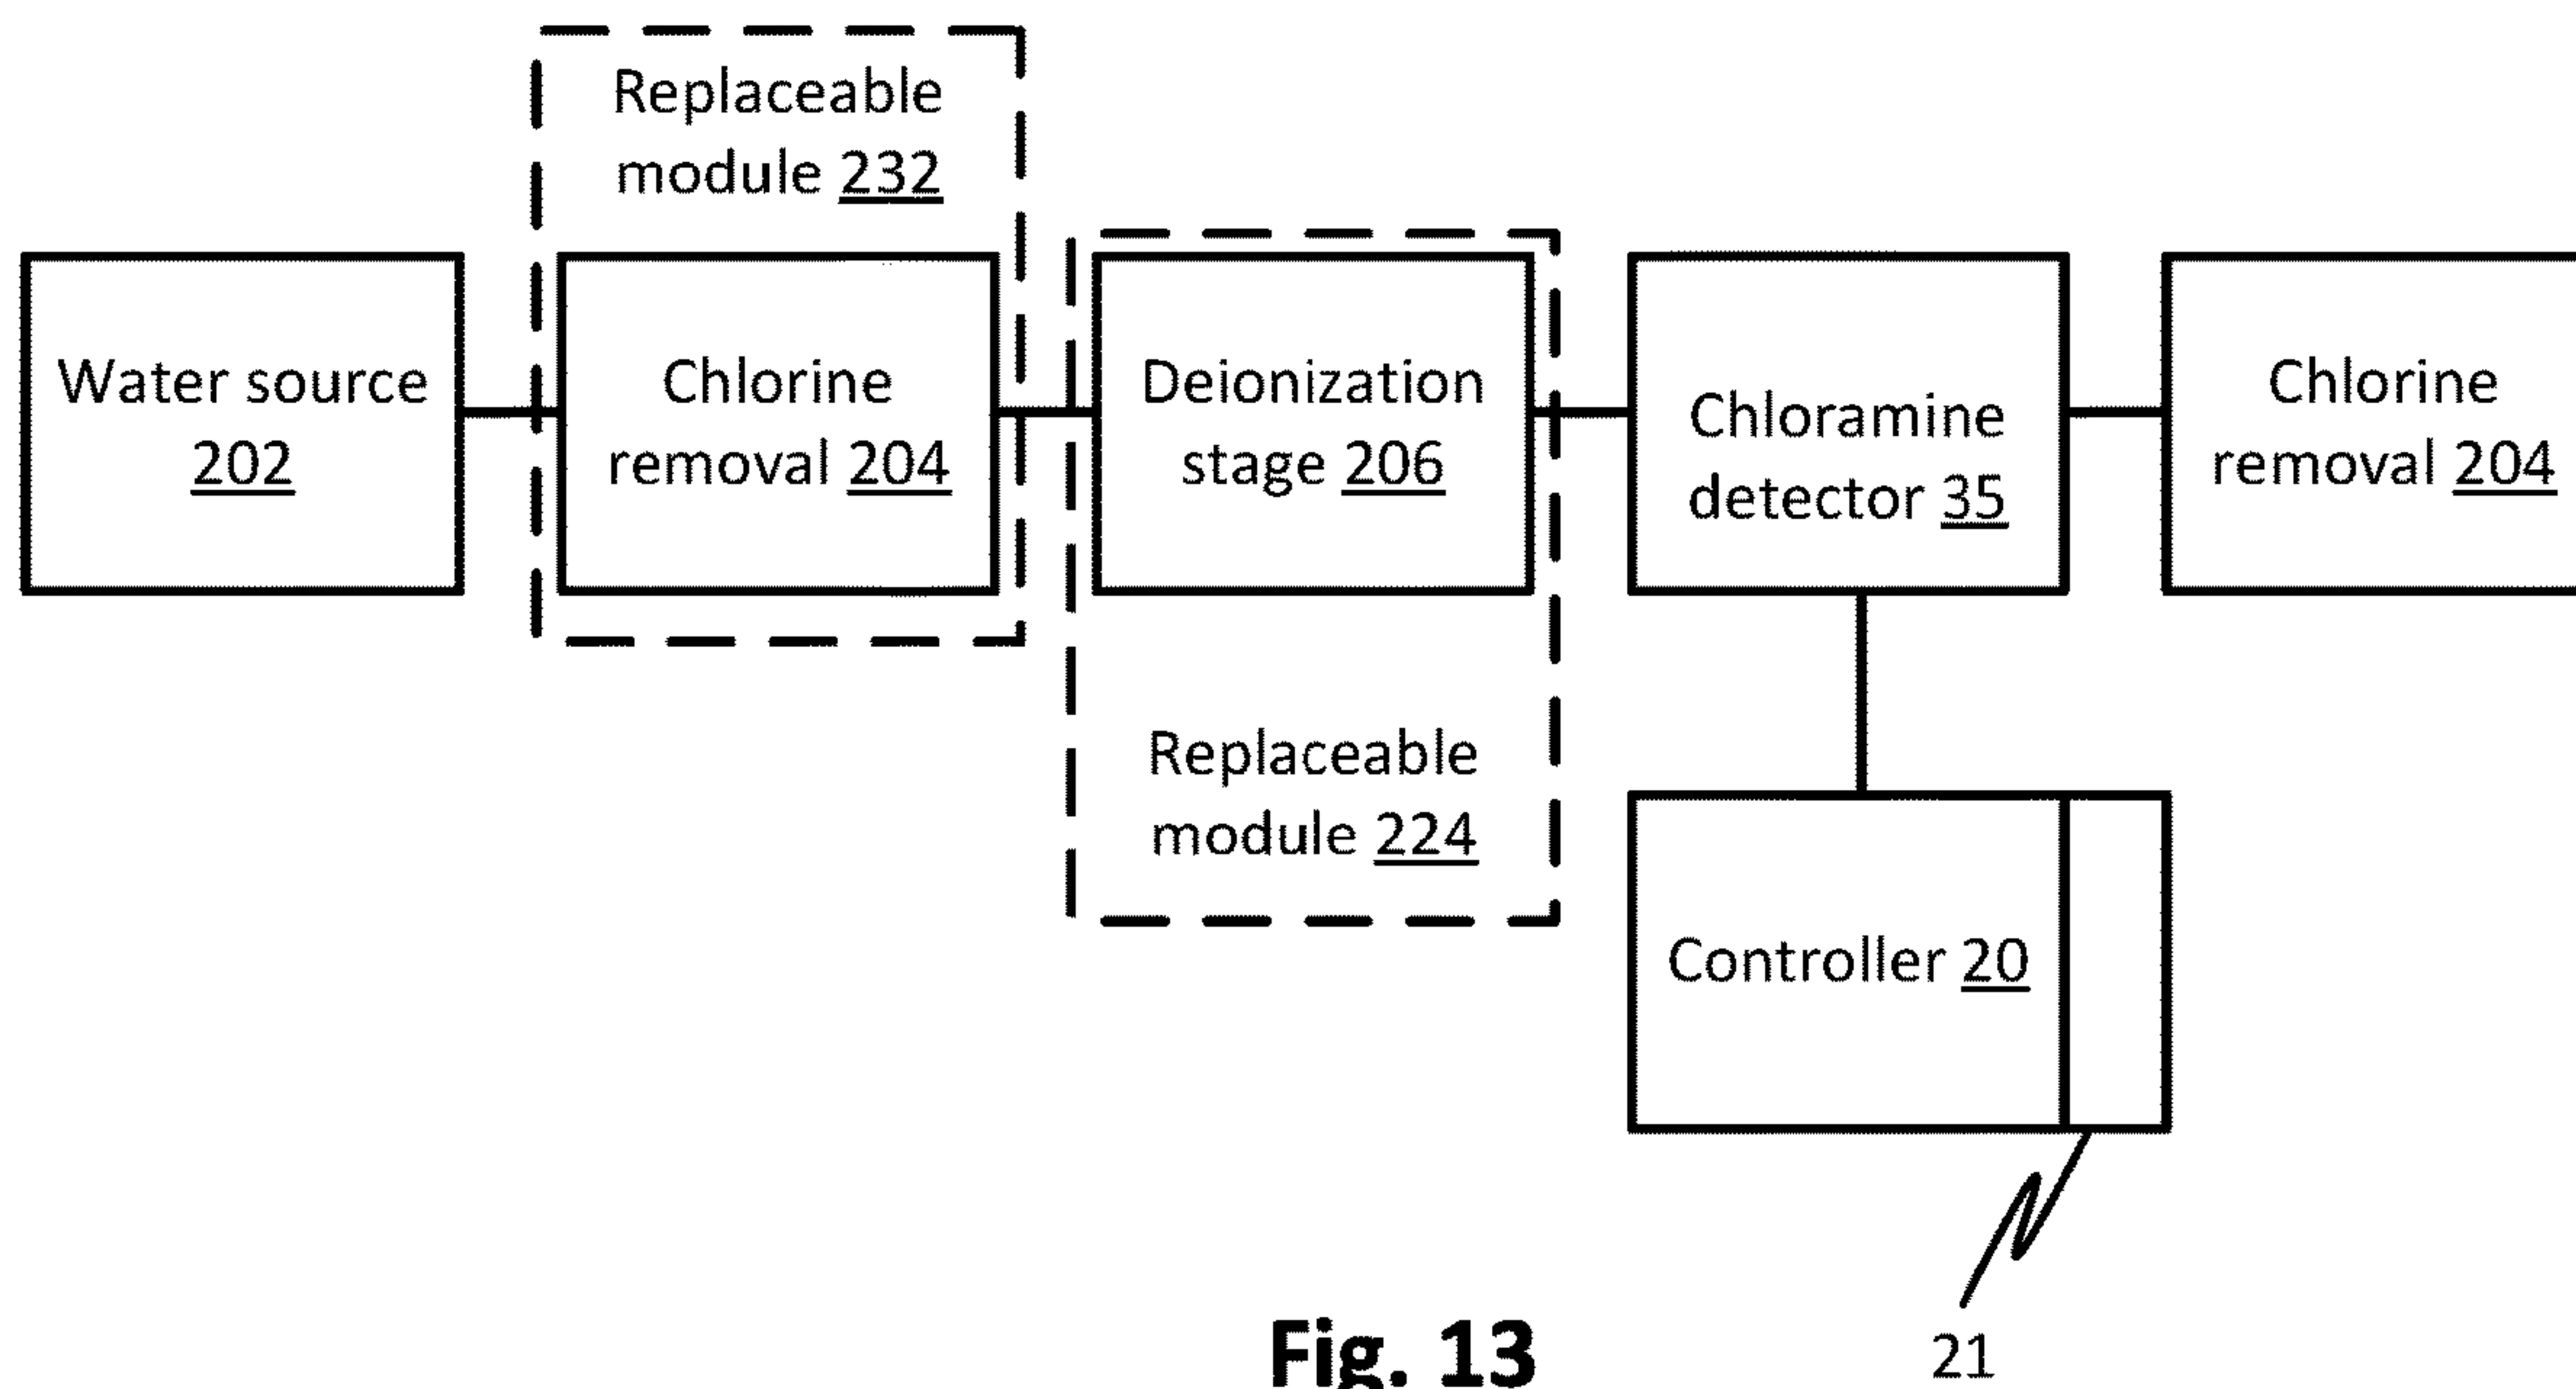 Replaceable
module 232
Water source
202
Chlorine
removal 204
Deionization
stage 206
Chloramine
detector 35
Chlorine
removal 204
Replaceable
module 224
Controller 20
21
Fig. 13